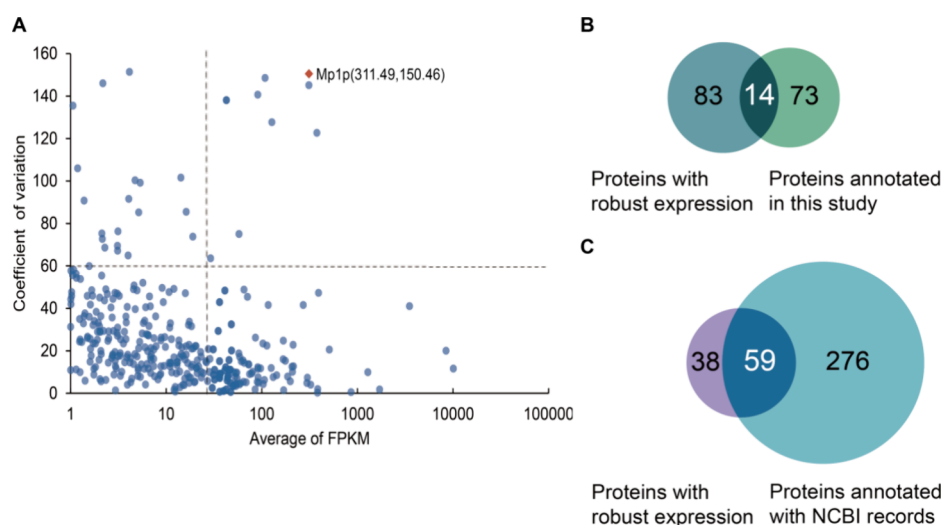 A
160
140
120
100
80
60
40
20
0
Coefficient of variation
Mp1p(311.49,150.46)
1
10
100
1000
10000
100000
Average of FPKM
B
83
14
73
Proteins with
robust expression
Proteins annotated
in this study
C
38
59
276
Proteins with
robust expression
Proteins annotated
with NCBI records